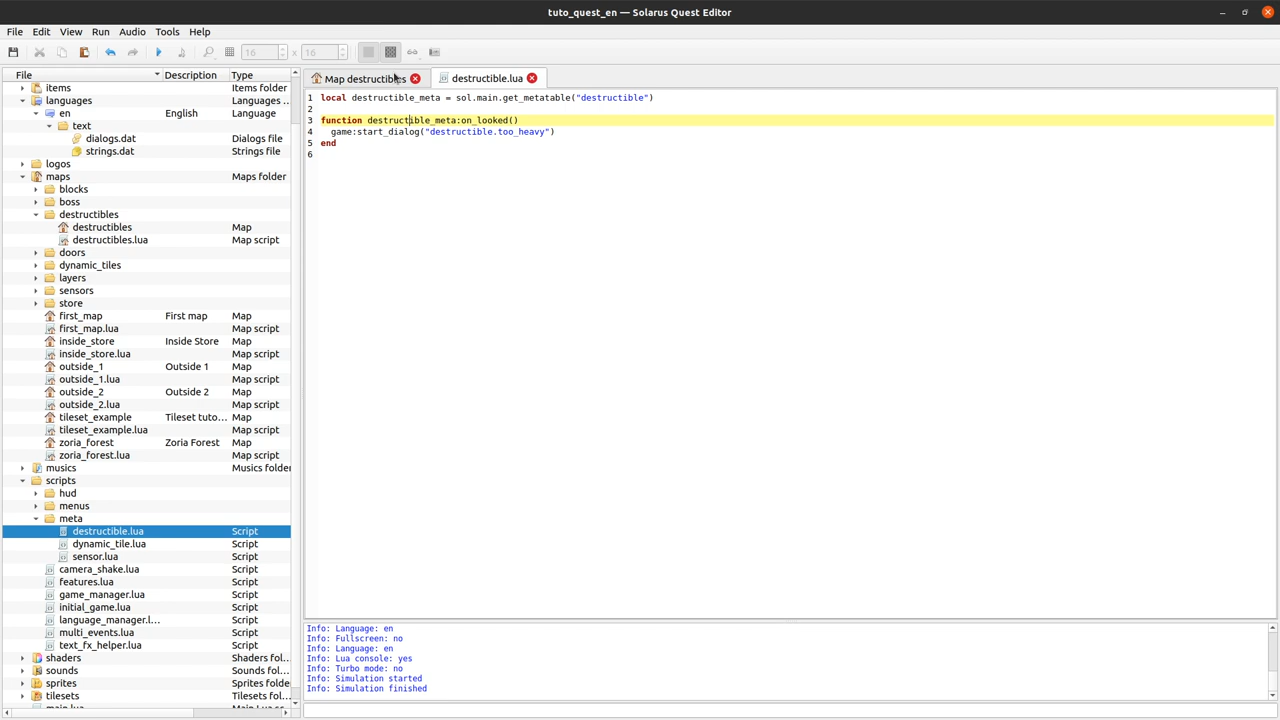 tuto_quest_en — Solarus Quest Editor
File Edit View Run Audio Tools Help
16 x 16
File Description Type
items Items folder
languages Languages ...
en English Language
text
dialogs.dat Dialogs file
strings.dat Strings file
logos
maps Maps folder
blocks
boss
destructibles
destructibles Map
destructibles.lua Map script
doors
dynamic_tiles
layers
sensors
store
first_map First map Map
first_map.lua Map script
inside_store Inside Store Map
inside_store.lua Map script
outside_1 Outside 1 Map
outside_1.lua Map script
outside_2 Outside 2 Map
outside_2.lua Map script
tileset_example Tileset tuto... Map
tileset_example.lua Map script
zoria_forest Zoria Forest Map
zoria_forest.lua Map script
musics Musics folder
scripts
hud
menus
meta
destructible.lua Script
dynamic_tile.lua Script
sensor.lua Script
camera_shake.lua Script
features.lua Script
game_manager.lua Script
initial_game.lua Script
language_manager.l... Script
multi_events.lua Script
text_fx_helper.lua Script
shaders Shaders fol...
sounds Sounds fol...
sprites Sprites folder
tilesets Tilesets fol...
main.lua
Map destructibles destructible.lua
1 local destructible_meta = sol.main.get_metatable("destructible")
2
3 function destructible_meta:on_looked()
4 game:start_dialog("destructible.too_heavy")
5 end
6
Info: Language: en
Info: Fullscreen: no
Info: Language: en
Info: Lua console: yes
Info: Turbo mode: no
Info: Simulation started
Info: Simulation finished